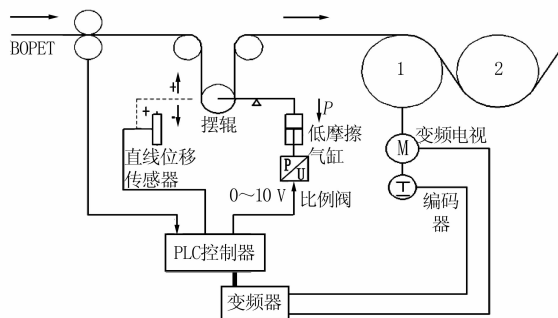 BOPET
1
2
+
-
+
-
摆辊
P
低摩擦
气缸
M
变频电视
直线位移
传感器
P
U
0～10 V
比例阀
编码
器
PLC控制器
变频器